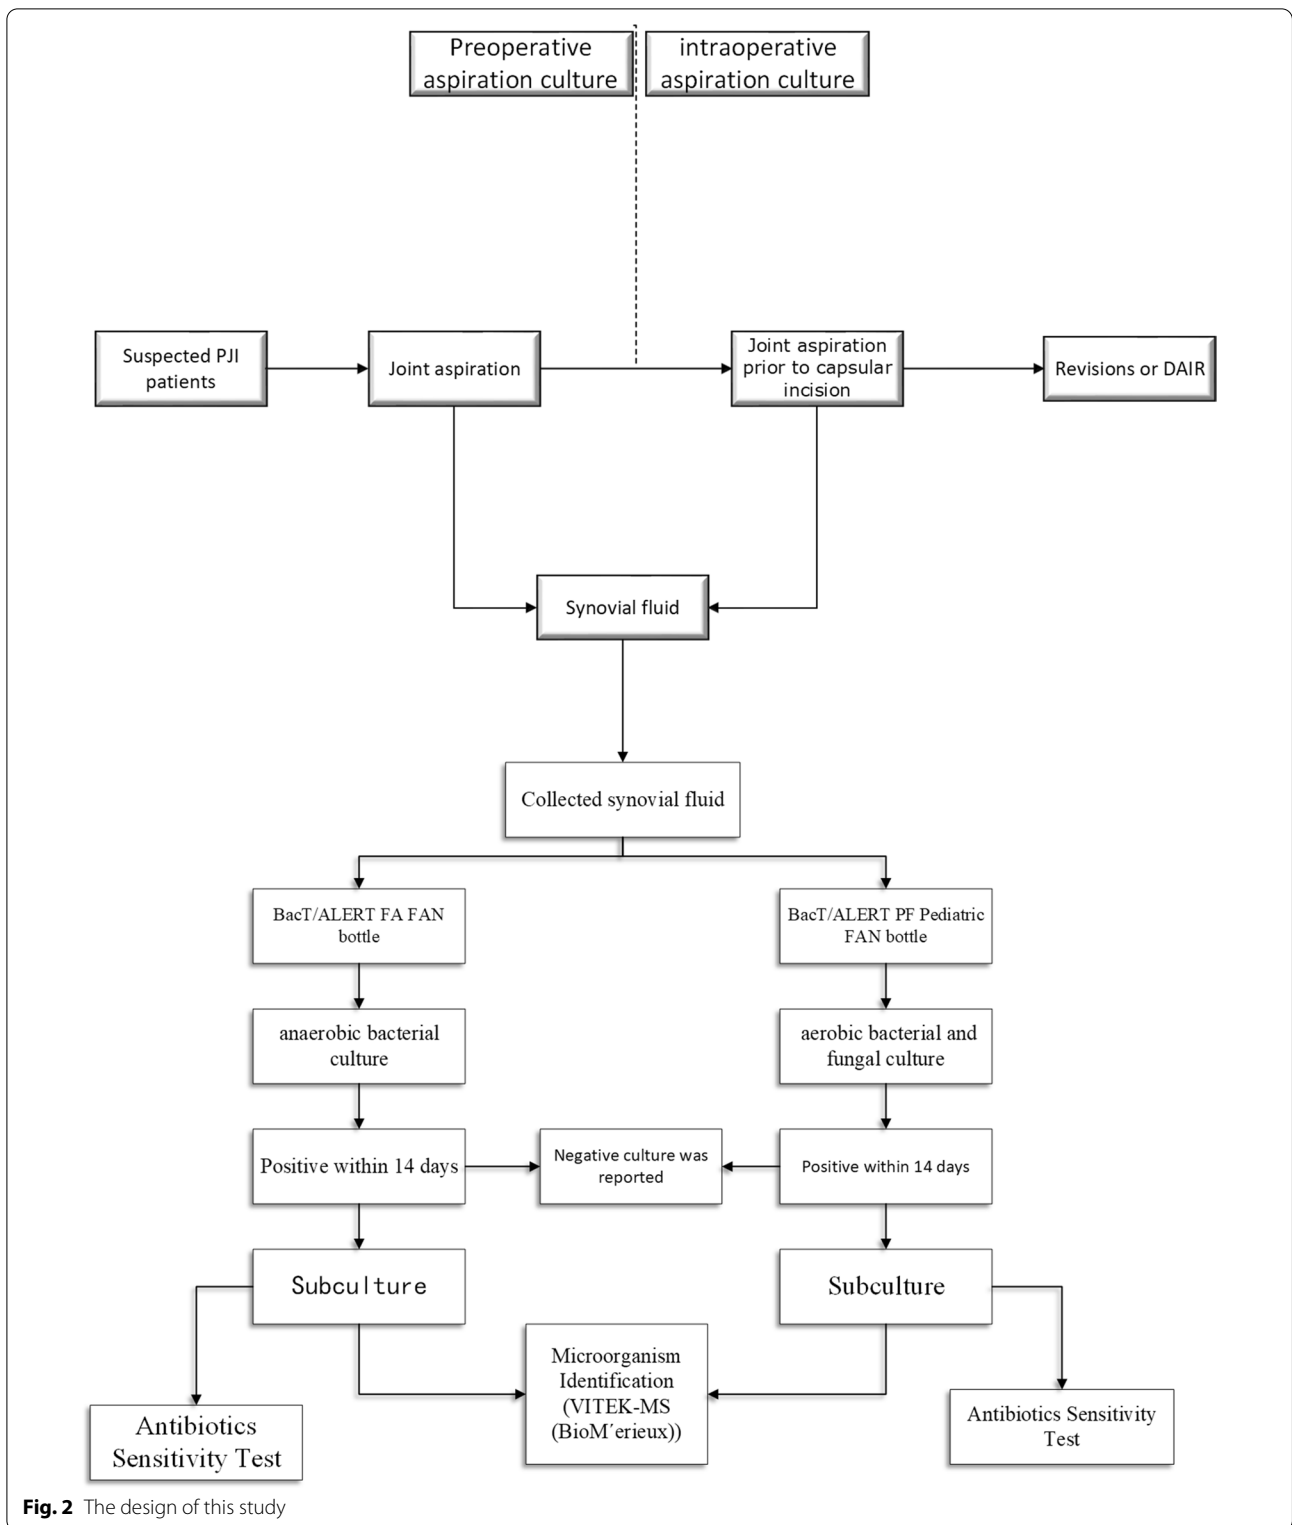 Preoperative
aspiration culture
intraoperative
aspiration culture
Suspected PJI
patients
Joint aspiration
Joint aspiration
prior to capsular
incision
Revisions or DAIR
Synovial fluid
Collected synovial fluid
BacT/ALERT FA FAN
bottle
BacT/ALERT PF Pediatric
FAN bottle
anaerobic bacterial
culture
aerobic bacterial and
fungal culture
Positive within 14 days
Negative culture was
reported
Positive within 14 days
Subculture
Subculture
Microorganism
Identification
(VITEK-MS
(BioM´erieux))
Antibiotics
Sensitivity Test
Antibiotics Sensitivity
Test
Fig. 2 The design of this study